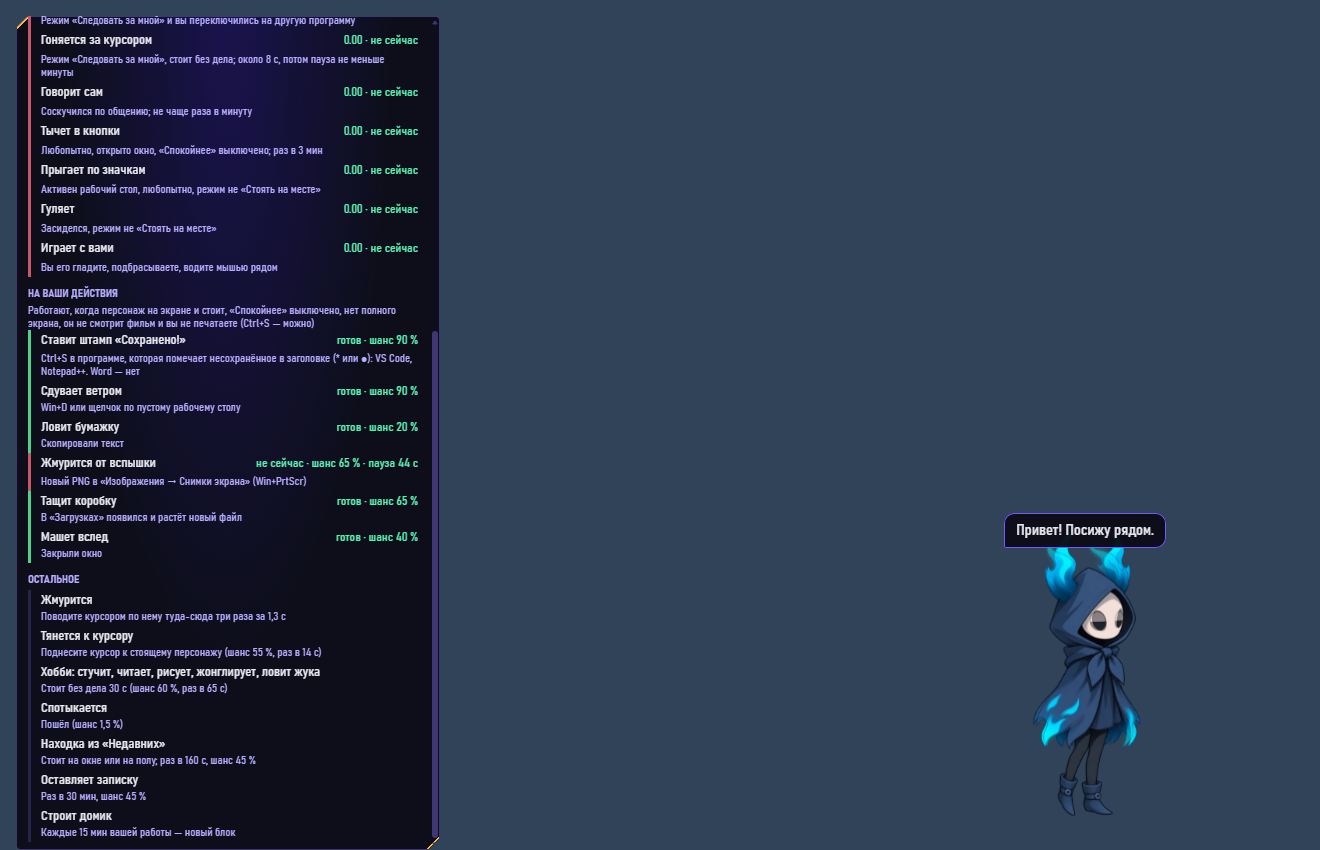 Режим «Следовать за мной» и вы переключились на другую программу
Гоняется за курсором 0.00 · не сейчас
Режим «Следовать за мной», стоит без дела; около 8 с, потом пауза не меньше
минуты
Говорит сам 0.00 · не сейчас
Соскучился по общению; не чаще раза в минуту
Тычет в кнопки 0.00 · не сейчас
Любопытно, открыто окно, «Спокойнее» выключено; раз в 3 мин
Прыгает по значкам 0.00 · не сейчас
Активен рабочий стол, любопытно, режим не «Стоять на месте»
Гуляет 0.00 · не сейчас
Засиделся, режим не «Стоять на месте»
Играет с вами 0.00 · не сейчас
Вы его гладите, подбрасываете, водите мышью рядом
НА ВАШИ ДЕЙСТВИЯ
Работают, когда персонаж на экране и стоит, «Спокойнее» выключено, нет полного
экрана, он не смотрит фильм и вы не печатаете (Ctrl+S — можно)
Ставит штамп «Сохранено!» готов · шанс 90 %
Ctrl+S в программе, которая помечает несохранённое в заголовке (* или ●): VS Code,
Notepad++. Word — нет
Сдувает ветром готов · шанс 90 %
Win+D или щелчок по пустому рабочему столу
Ловит бумажку готов · шанс 20 %
Скопировали текст
Жмурится от вспышки не сейчас · шанс 65 % · пауза 44 с
Новый PNG в «Изображения → Снимки экрана» (Win+PrtScr)
Тащит коробку готов · шанс 65 %
В «Загрузках» появился и растёт новый файл
Машет вслед готов · шанс 40 %
Закрыли окно
ОСТАЛЬНОЕ
Жмурится
Поводите курсором по нему туда-сюда три раза за 1,3 с
Тянется к курсору
Поднесите курсор к стоящему персонажу (шанс 55 %, раз в 14 с)
Хобби: стучит, читает, рисует, жонглирует, ловит жука
Стоит без дела 30 с (шанс 60 %, раз в 65 с)
Спотыкается
Пошёл (шанс 1,5 %)
Находка из «Недавних»
Стоит на окне или на полу; раз в 160 с, шанс 45 %
Оставляет записку
Раз в 30 мин, шанс 45 %
Строит домик
Каждые 15 мин вашей работы — новый блок
Привет! Посижу рядом.